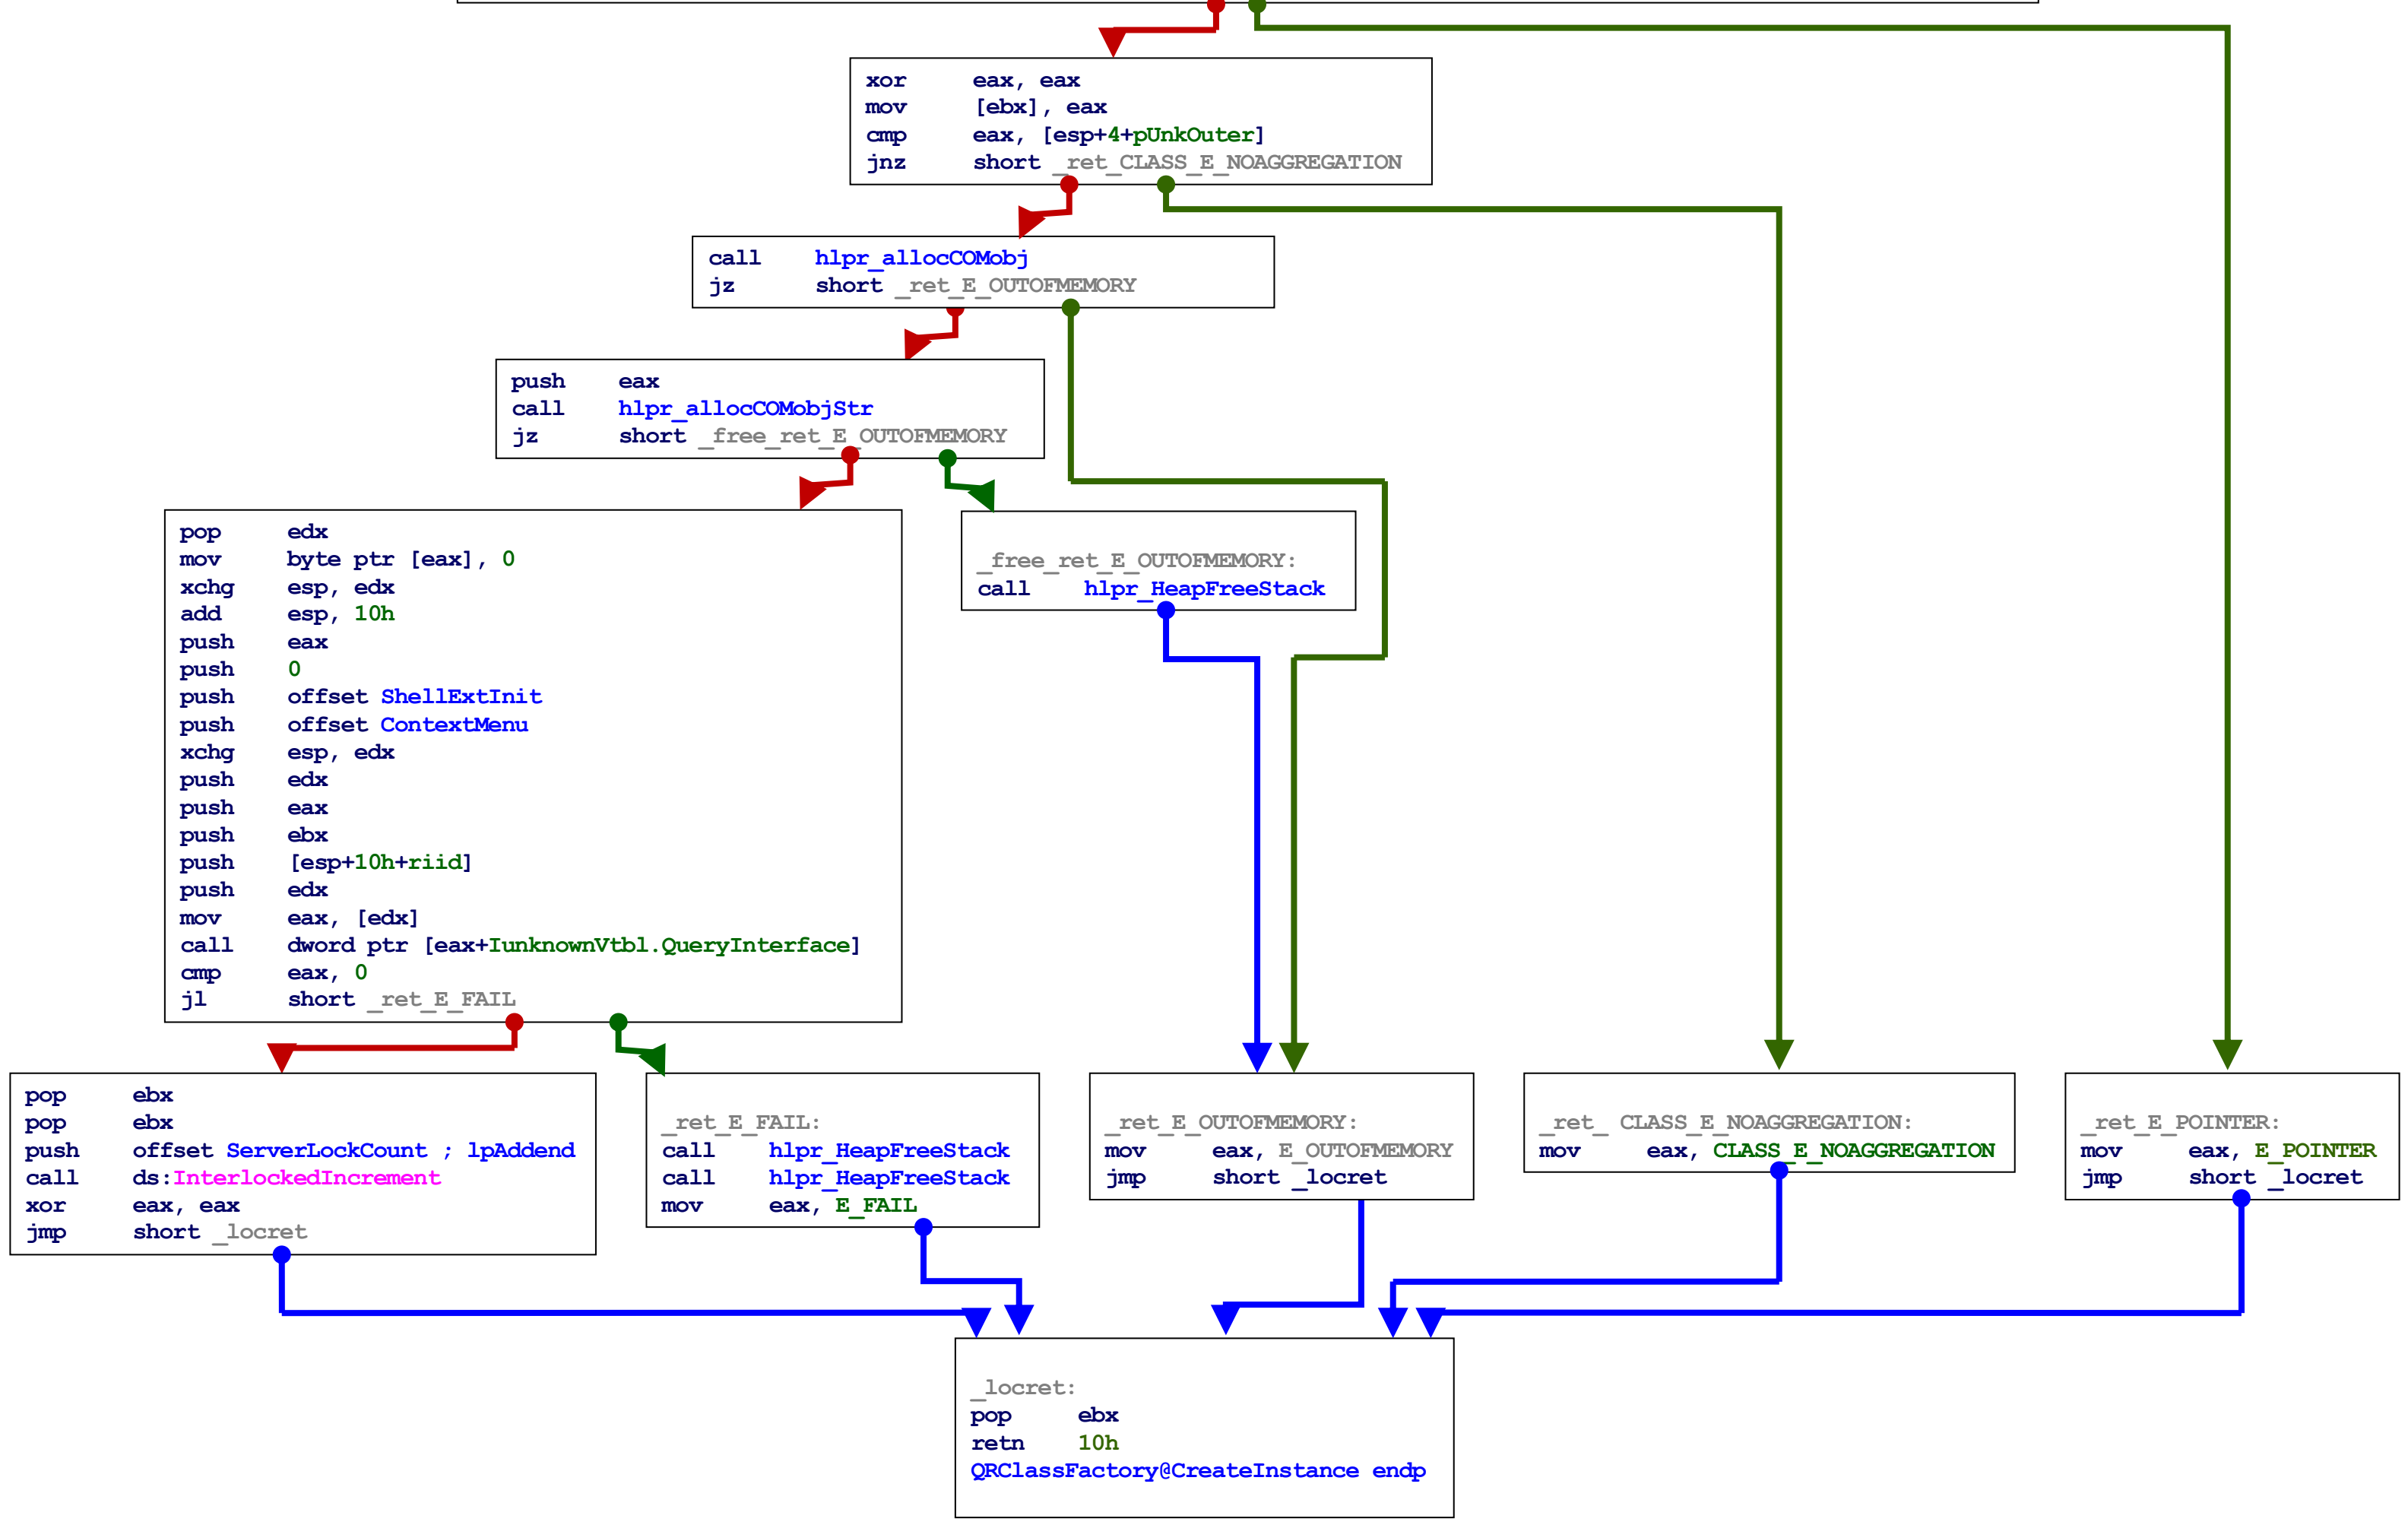 xor eax, eax
mov [ebx], eax
cmp eax, [esp+4+pUnkOuter]
jnz short _ret_CLASS_E_NOAGGREGATION
call hlpr_allocCOMobj
jz short _ret_E_OUTOFMEMORY
push eax
call hlpr_allocCOMobjStr
jz short _free_ret_E_OUTOFMEMORY
pop edx
mov byte ptr [eax], 0
xchg esp, edx
add esp, 10h
push eax
push 0
push offset ShellExtInit
push offset ContextMenu
xchg esp, edx
push edx
push eax
push ebx
push [esp+10h+riid]
push edx
mov eax, [edx]
call dword ptr [eax+IunknownVtbl.QueryInterface]
cmp eax, 0
jl short _ret_E_FAIL
_free_ret_E_OUTOFMEMORY:
call hlpr_HeapFreeStack
pop ebx
pop ebx
push offset ServerLockCount ; lpAddend
call ds:InterlockedIncrement
xor eax, eax
jmp short _locret
_ret_E_FAIL:
call hlpr_HeapFreeStack
call hlpr_HeapFreeStack
mov eax, E_FAIL
_ret_E_OUTOFMEMORY:
mov eax, E_OUTOFMEMORY
jmp short _locret
_ret_ CLASS_E_NOAGGREGATION:
mov eax, CLASS_E_NOAGGREGATION
_ret_E_POINTER:
mov eax, E_POINTER
jmp short _locret
_locret:
pop ebx
retn 10h
QRClassFactory@CreateInstance endp